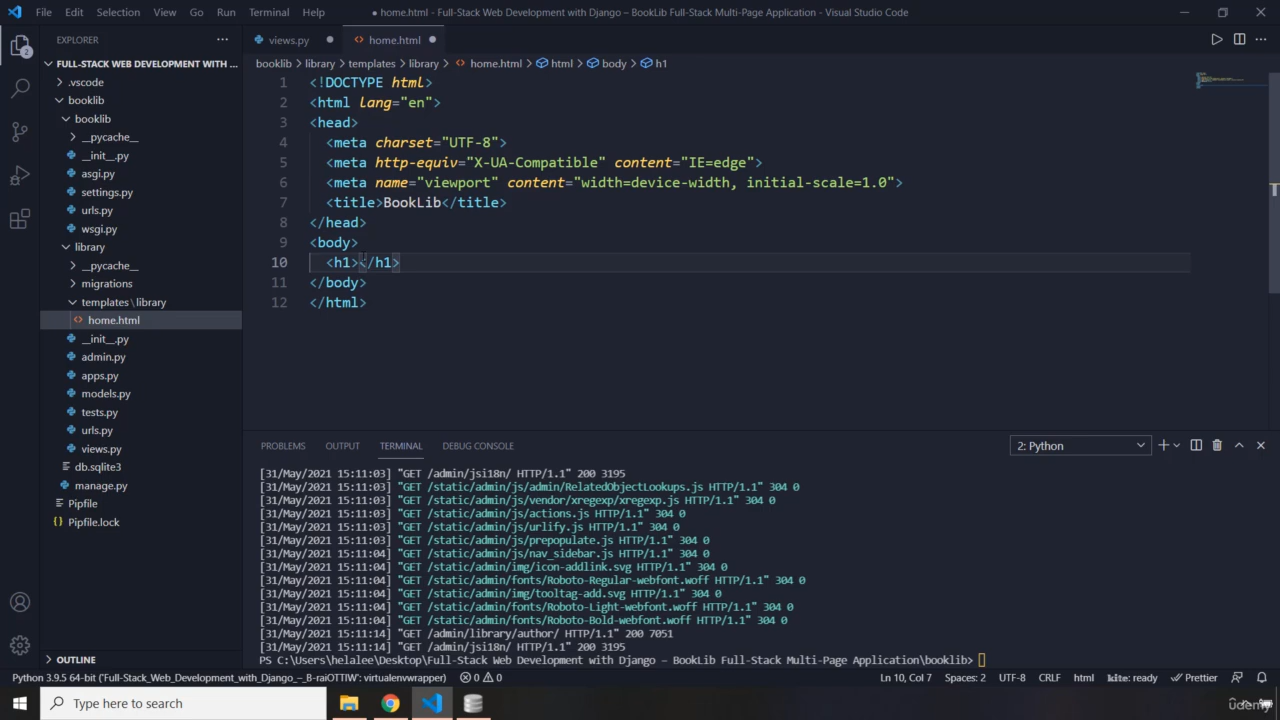 File Edit Selection View Go Run Terminal Help
● home.html - Full-Stack Web Development with Django – BookLib Full-Stack Multi-Page Application - Visual Studio Code
EXPLORER
views.py
home.html
FULL-STACK WEB DEVELOPMENT WITH ...
booklib > library > templates > library > home.html > html > body > h1
.vscode
booklib
booklib
__pycache__
__init__.py
asgi.py
settings.py
urls.py
wsgi.py
library
__pycache__
migrations
templates\library
home.html
__init__.py
admin.py
apps.py
models.py
tests.py
urls.py
views.py
db.sqlite3
manage.py
Pipfile
Pipfile.lock
OUTLINE
1 <!DOCTYPE html>
2 <html lang="en">
3 <head>
4 <meta charset="UTF-8">
5 <meta http-equiv="X-UA-Compatible" content="IE=edge">
6 <meta name="viewport" content="width=device-width, initial-scale=1.0">
7 <title>BookLib</title>
8 </head>
9 <body>
10 <h1></h1>
11 </body>
12 </html>
PROBLEMS OUTPUT TERMINAL DEBUG CONSOLE
2: Python
[31/May/2021 15:11:03] "GET /admin/jsi18n/ HTTP/1.1" 200 3195
[31/May/2021 15:11:03] "GET /static/admin/js/admin/RelatedObjectLookups.js HTTP/1.1" 304 0
[31/May/2021 15:11:03] "GET /static/admin/js/vendor/xregexp/xregexp.js HTTP/1.1" 304 0
[31/May/2021 15:11:03] "GET /static/admin/js/actions.js HTTP/1.1" 304 0
[31/May/2021 15:11:03] "GET /static/admin/js/urlify.js HTTP/1.1" 304 0
[31/May/2021 15:11:03] "GET /static/admin/js/prepopulate.js HTTP/1.1" 304 0
[31/May/2021 15:11:04] "GET /static/admin/js/nav_sidebar.js HTTP/1.1" 304 0
[31/May/2021 15:11:04] "GET /static/admin/img/icon-addlink.svg HTTP/1.1" 304 0
[31/May/2021 15:11:04] "GET /static/admin/fonts/Roboto-Regular-webfont.woff HTTP/1.1" 304 0
[31/May/2021 15:11:04] "GET /static/admin/img/tooltag-add.svg HTTP/1.1" 304 0
[31/May/2021 15:11:04] "GET /static/admin/fonts/Roboto-Light-webfont.woff HTTP/1.1" 304 0
[31/May/2021 15:11:04] "GET /static/admin/fonts/Roboto-Bold-webfont.woff HTTP/1.1" 304 0
[31/May/2021 15:11:14] "GET /admin/library/author/ HTTP/1.1" 200 7051
[31/May/2021 15:11:14] "GET /admin/jsi18n/ HTTP/1.1" 200 3195
PS C:\Users\helalee\Desktop\Full-Stack Web Development with Django – BookLib Full-Stack Multi-Page Application\booklib>
Python 3.9.5 64-bit ('Full-Stack_Web_Development_with_Django_–_B-raiOTTIW': virtualenvwrapper) 0 0 Ln 10, Col 7 Spaces: 2 UTF-8 CRLF html kite: ready Prettier
2
Type here to search
Udemy